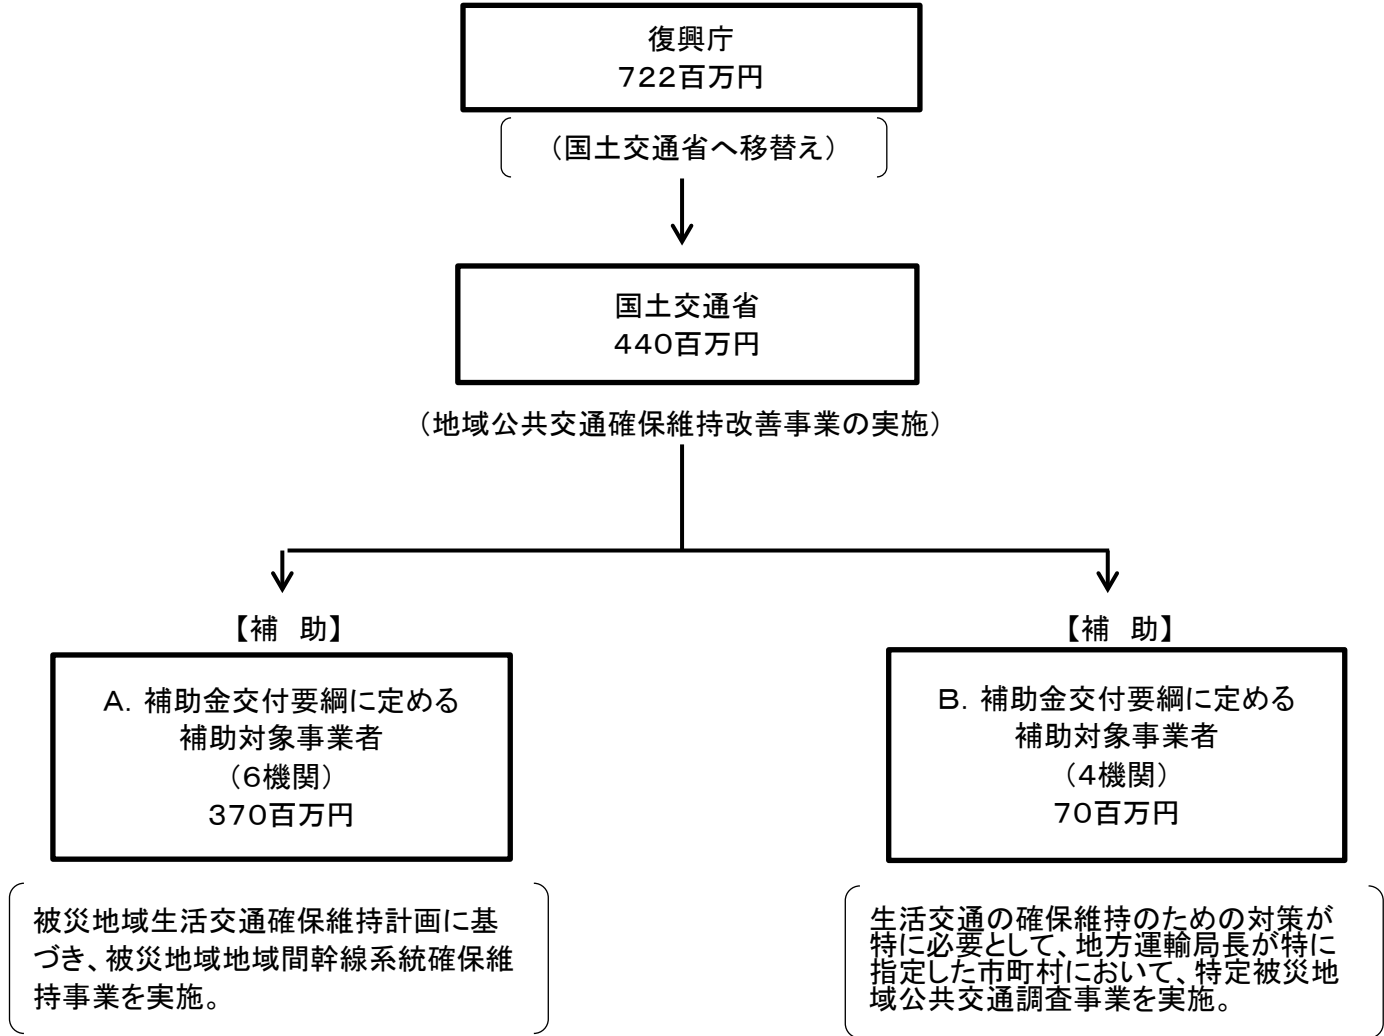 復興庁
722百万円
(国土交通省へ移替え)
国土交通省
440百万円
(地域公共交通確保維持改善事業の実施)
【補　助】
A. 補助金交付要綱に定める
補助対象事業者
(6機関)
370百万円
被災地域生活交通確保維持計画に基
づき、被災地域地域間幹線系統確保維
持事業を実施。
【補　助】
B. 補助金交付要綱に定める
補助対象事業者
(4機関)
70百万円
生活交通の確保維持のための対策が
特に必要として、地方運輸局長が特に
指定した市町村において、特定被災地
域公共交通調査事業を実施。